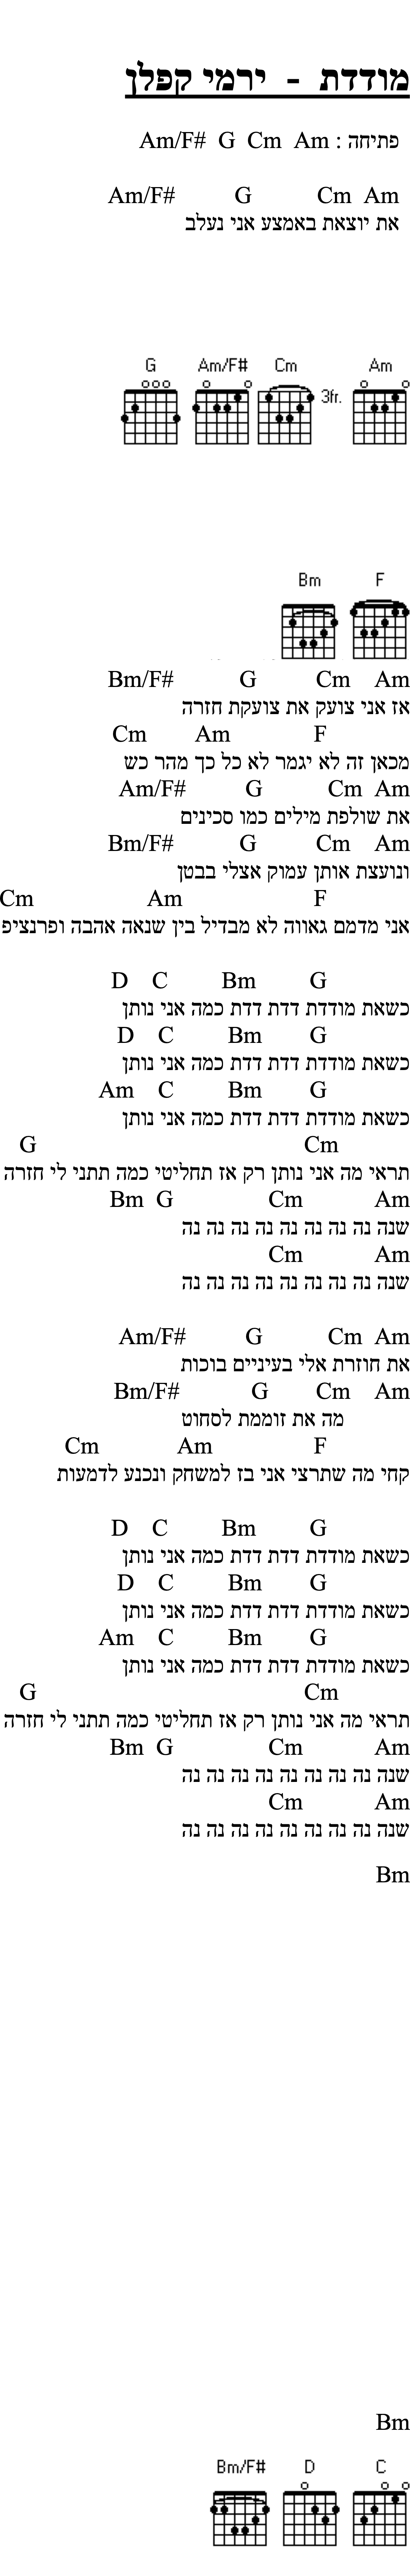 מודדת - ירמי קפלן
פתיחה : Am/F# G Cm Am
Am/F# G Cm Am
את יוצאת באמצע אני נעלב
G Am/F# Cm 3fr. Am
Bm F
Bm/F# G Cm Am
אז אני צועק את צועקת חזרה
Cm Am F
מכאן זה לא יגמר לא כל כך מהר כש
Am/F# G Cm Am
את שולפת מילים כמו סכינים
Bm/F# G Cm Am
ונועצת אותן עמוק אצלי בבטן
Cm Am F
אני מדמם גאווה לא מבדיל בין שנאה אהבה ופרנציפ
D C Bm G
כשאת מודדת דדת דדת כמה אני נותן
D C Bm G
כשאת מודדת דדת דדת כמה אני נותן
Am C Bm G
כשאת מודדת דדת דדת כמה אני נותן
G Cm
תראי מה אני נותן רק אז תחליטי כמה תתני לי חזרה
Bm G Cm Am
שנה נה נה נה נה נה נה נה נה
Cm Am
שנה נה נה נה נה נה נה נה נה
Am/F# G Cm Am
את חוזרת אלי בעיניים בוכות
Bm/F# G Cm Am
מה את זוממת לסחוט
Cm Am F
קחי מה שתרצי אני בז למשחק ונכנע לדמעות
D C Bm G
כשאת מודדת דדת דדת כמה אני נותן
D C Bm G
כשאת מודדת דדת דדת כמה אני נותן
Am C Bm G
כשאת מודדת דדת דדת כמה אני נותן
G Cm
תראי מה אני נותן רק אז תחליטי כמה תתני לי חזרה
Bm G Cm Am
שנה נה נה נה נה נה נה נה נה
Cm Am
שנה נה נה נה נה נה נה נה נה
Bm
Bm
Bm/F# D C